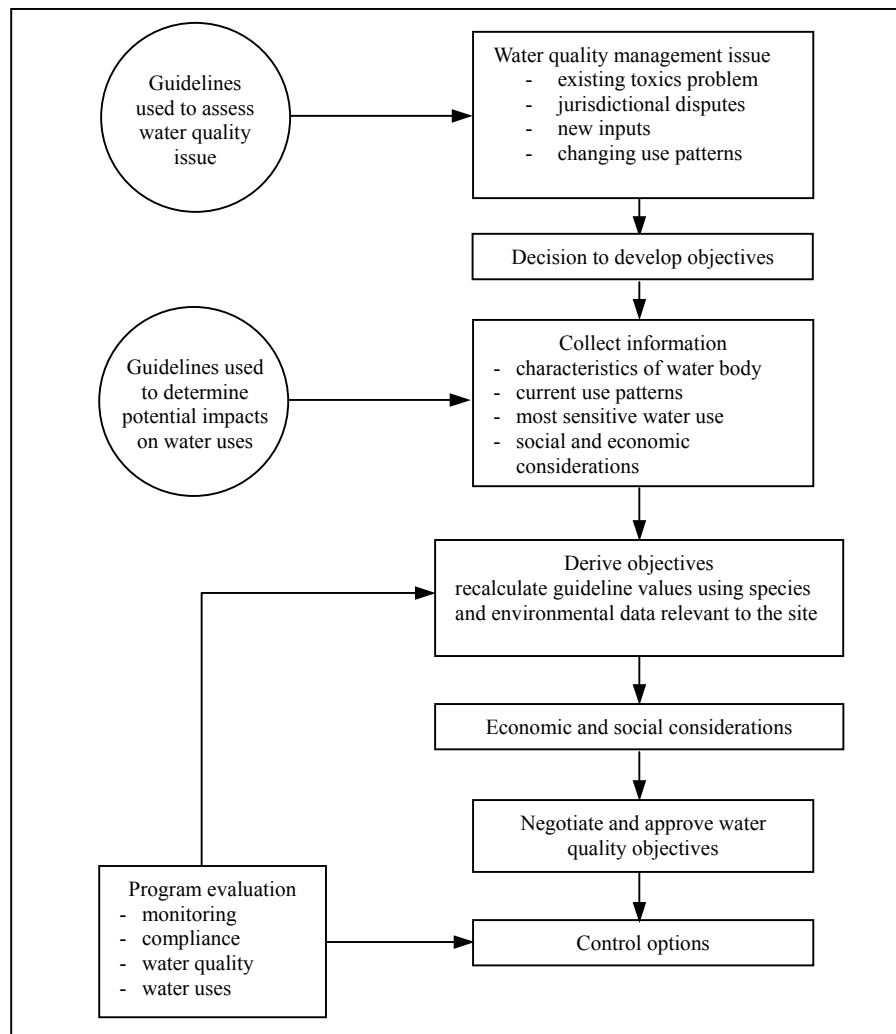 Guidelines
used to assess
water quality
issue
Water quality management issue
- existing toxics problem
- jurisdictional disputes
- new inputs
- changing use patterns
Decision to develop objectives
Guidelines used
to determine
potential impacts
on water uses
Collect information
- characteristics of water body
- current use patterns
- most sensitive water use
- social and economic
considerations
Derive objectives
recalculate guideline values using species
and environmental data relevant to the site
Economic and social considerations
Negotiate and approve water
quality objectives
Program evaluation
- monitoring
- compliance
- water quality
- water uses
Control options